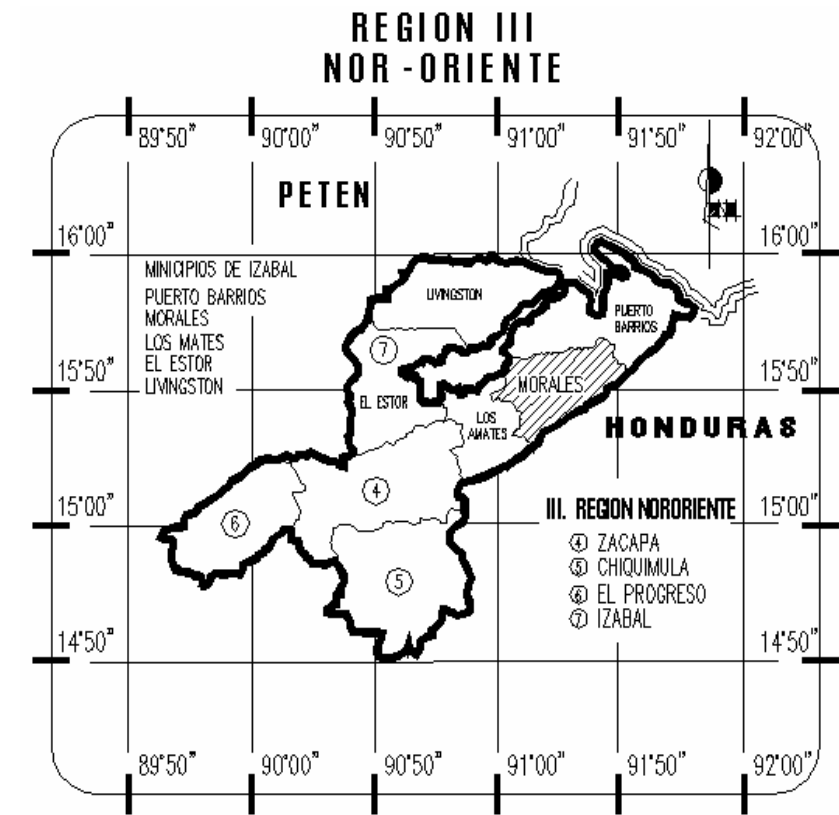 REGION III
NOR-ORIENTE
89°50” 90°00” 90°50” 91°00” 91°50” 92°00”
PETEN
16°00” 16°00”
MINICIPIOS DE IZABAL
PUERTO BARRIOS
MORALES
LOS MATES
EL ESTOR
LIVINGSTON
LIVINGSTON
PUERTO
BARRIOS
7
15°50” 15°50”
MORALES
EL ESTOR
LOS
AMATES
HONDURAS
4
15°00” 15°00”
6
III. REGION NORORIENTE
4 ZACAPA
5 CHIQUIMULA
6 EL PROGRESO
7 IZABAL
5
14°50” 14°50”
89°50” 90°00” 90°50” 91°00” 91°50” 92°00”